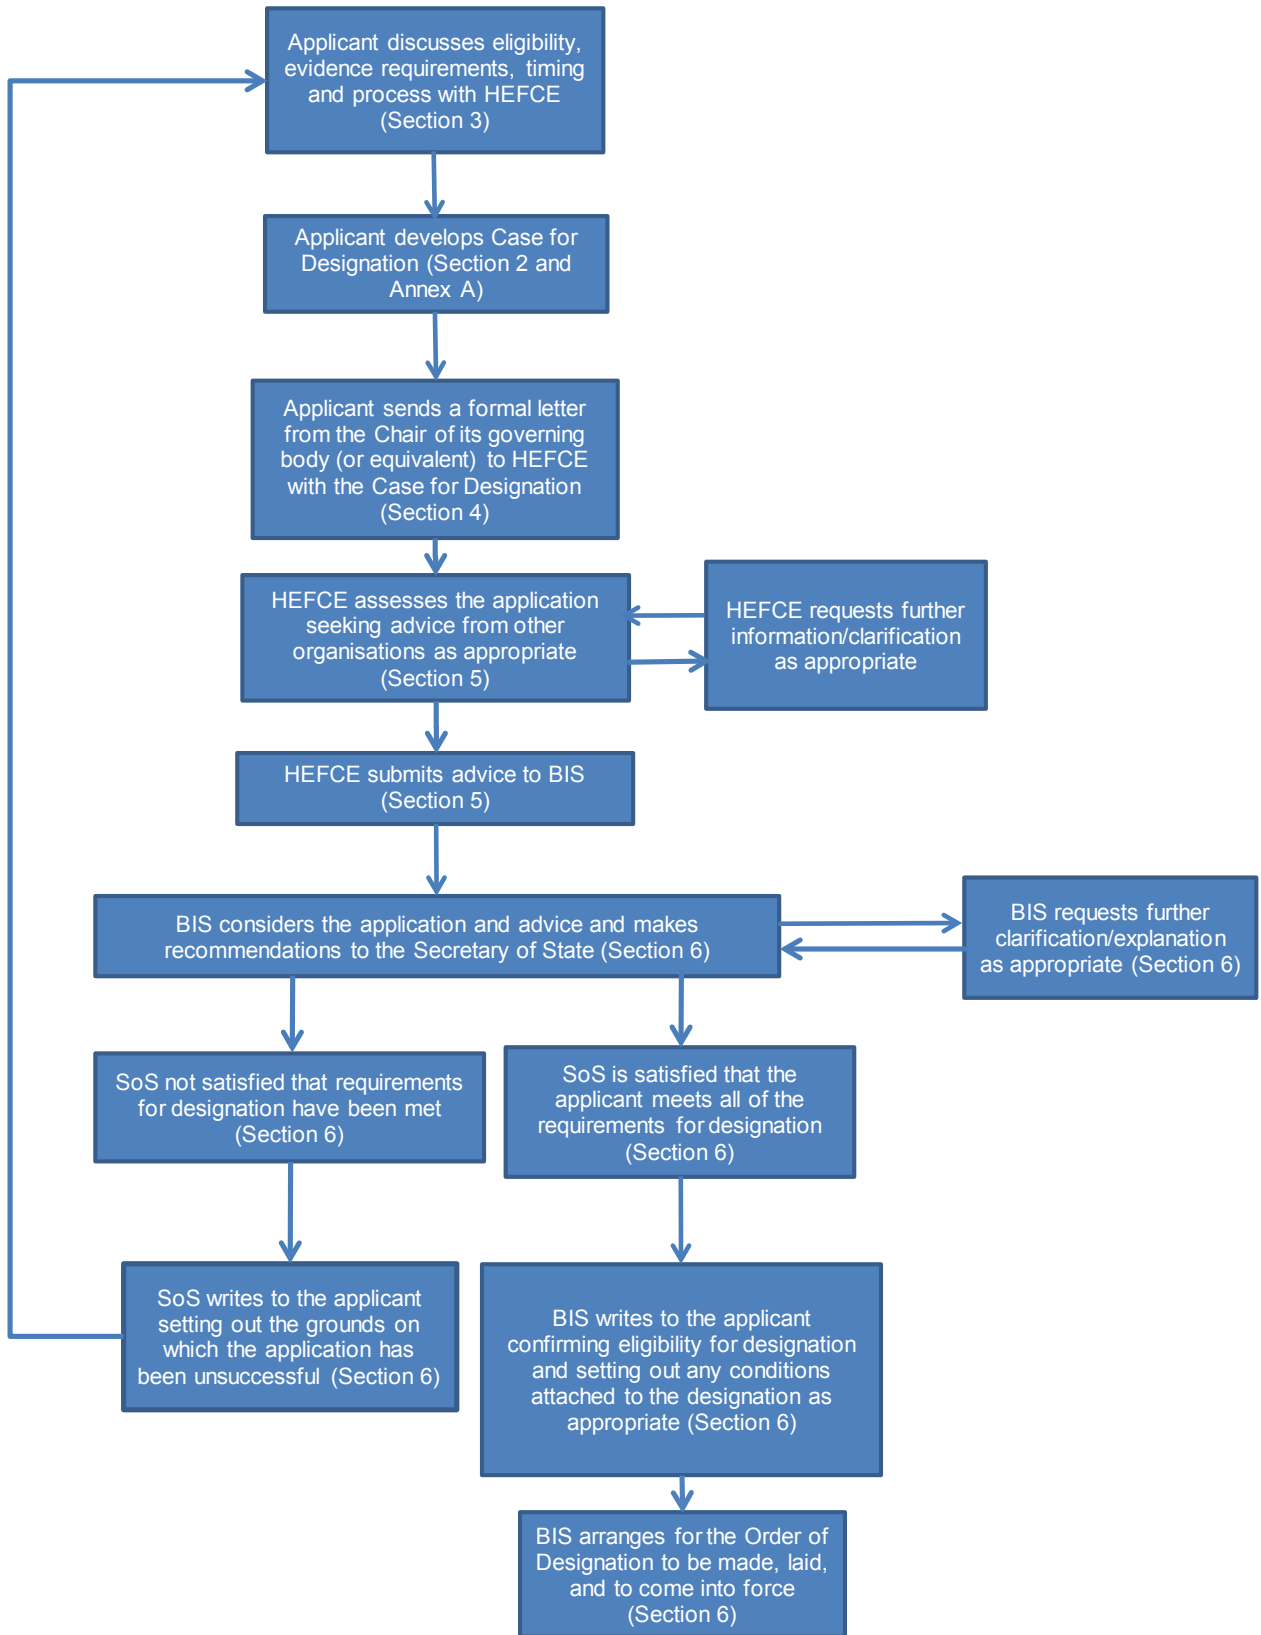 Applicant discusses eligibility,
evidence requirements, timing
and process with HEFCE
(Section 3)
Applicant develops Case for
Designation (Section 2 and
Annex A)
Applicant sends a formal letter
from the Chair of its governing
body (or equivalent) to HEFCE
with the Case for Designation
(Section 4)
HEFCE assesses the application
seeking advice from other
organisations as appropriate
(Section 5)
HEFCE requests further
information/clarification
as appropriate
HEFCE submits advice to BIS
(Section 5)
BIS considers the application and advice and makes
recommendations to the Secretary of State (Section 6)
BIS requests further
clarification/explanation
as appropriate (Section 6)
SoS not satisfied that requirements
for designation have been met
(Section 6)
SoS is satisfied that the
applicant meets all of the
requirements for designation
(Section 6)
SoS writes to the applicant
setting out the grounds on
which the application has
been unsuccessful (Section 6)
BIS writes to the applicant
confirming eligibility for designation
and setting out any conditions
attached to the designation as
appropriate (Section 6)
BIS arranges for the Order of
Designation to be made, laid,
and to come into force
(Section 6)